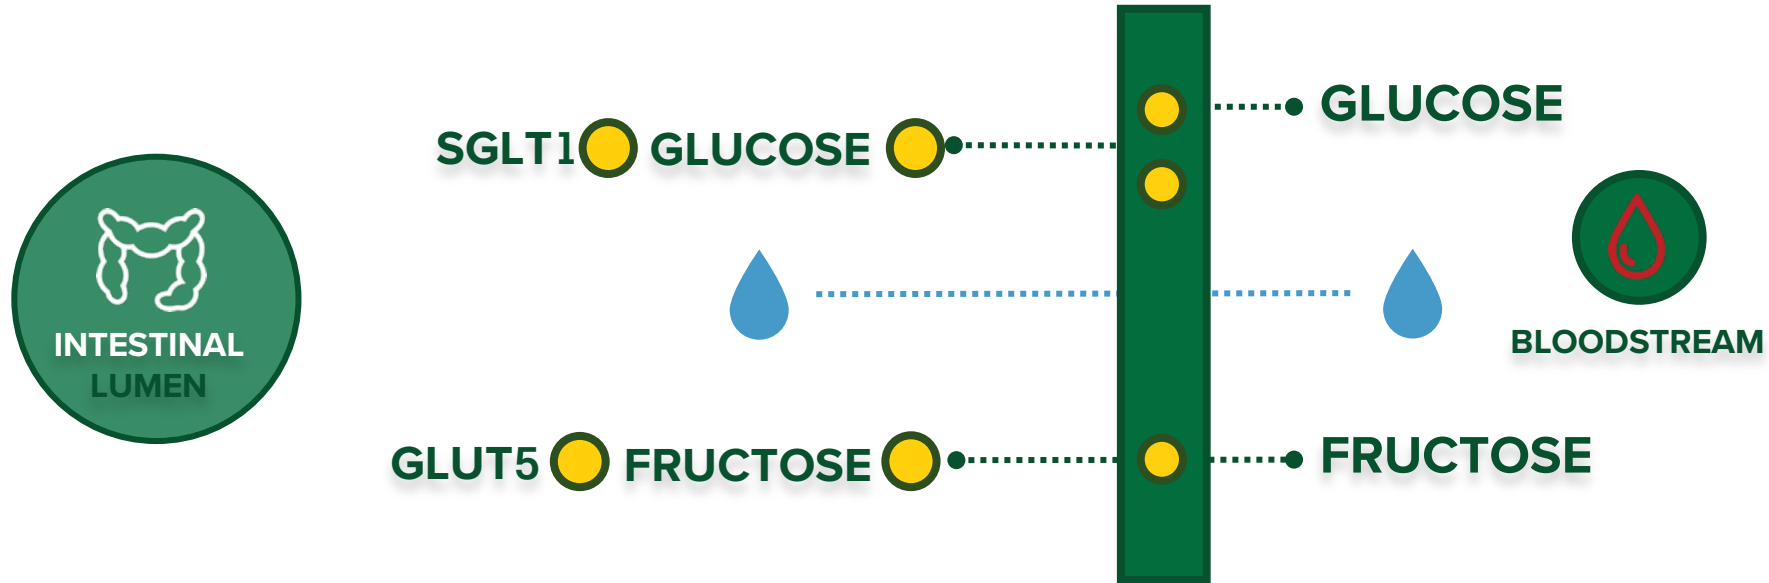 INTESTINAL
LUMEN
SGLT1 GLUCOSE
GLUCOSE
GLUT5 FRUCTOSE
FRUCTOSE
BLOODSTREAM